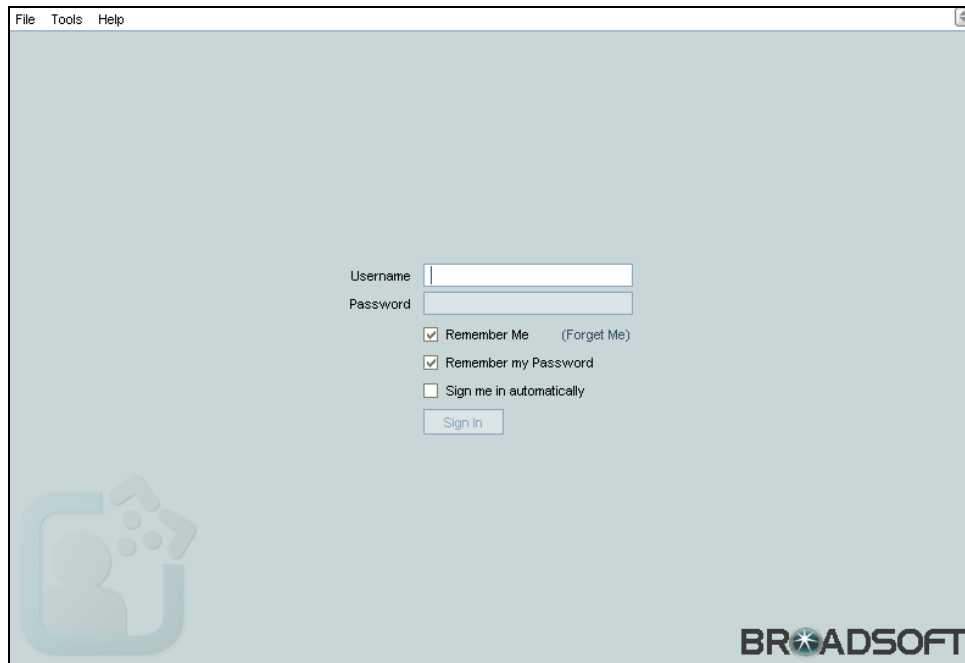 File Tools Help
Username
Password
Remember Me (Forget Me)
Remember my Password
Sign me in automatically
Sign In
BROADSOFT